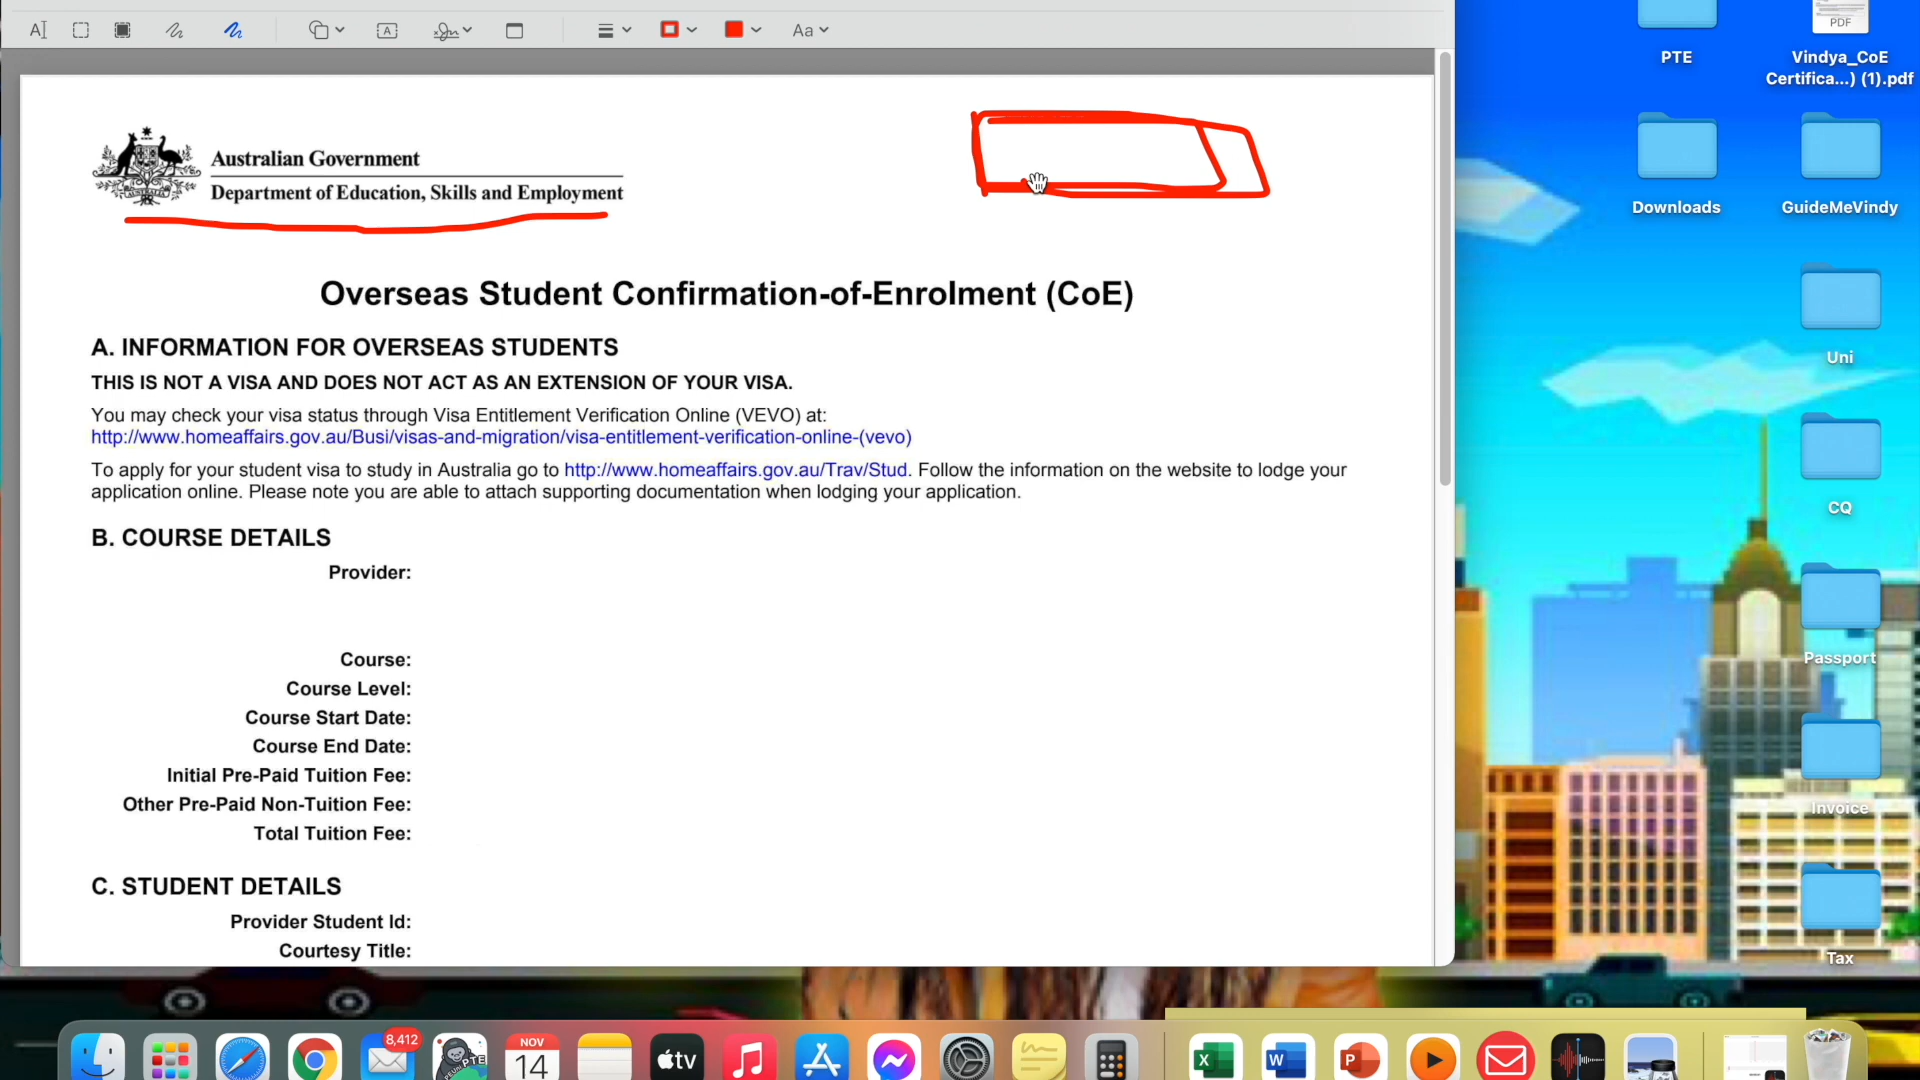 Aa
Australian Government
Department of Education, Skills and Employment
Overseas Student Confirmation-of-Enrolment (CoE)
A. INFORMATION FOR OVERSEAS STUDENTS
THIS IS NOT A VISA AND DOES NOT ACT AS AN EXTENSION OF YOUR VISA.
You may check your visa status through Visa Entitlement Verification Online (VEVO) at:
http://www.homeaffairs.gov.au/Busi/visas-and-migration/visa-entitlement-verification-online-(vevo)
To apply for your student visa to study in Australia go to http://www.homeaffairs.gov.au/Trav/Stud. Follow the information on the website to lodge your
application online. Please note you are able to attach supporting documentation when lodging your application.
B. COURSE DETAILS
Provider:
Course:
Course Level:
Course Start Date:
Course End Date:
Initial Pre-Paid Tuition Fee:
Other Pre-Paid Non-Tuition Fee:
Total Tuition Fee:
C. STUDENT DETAILS
Provider Student Id:
Courtesy Title:
PDF
PTE
Vindya_CoE
Certifica...) (1).pdf
Downloads
GuideMeVindy
Uni
CQ
Passport
Invoice
Tax
8,412
PTE
NOV
14
tv
X
W
P